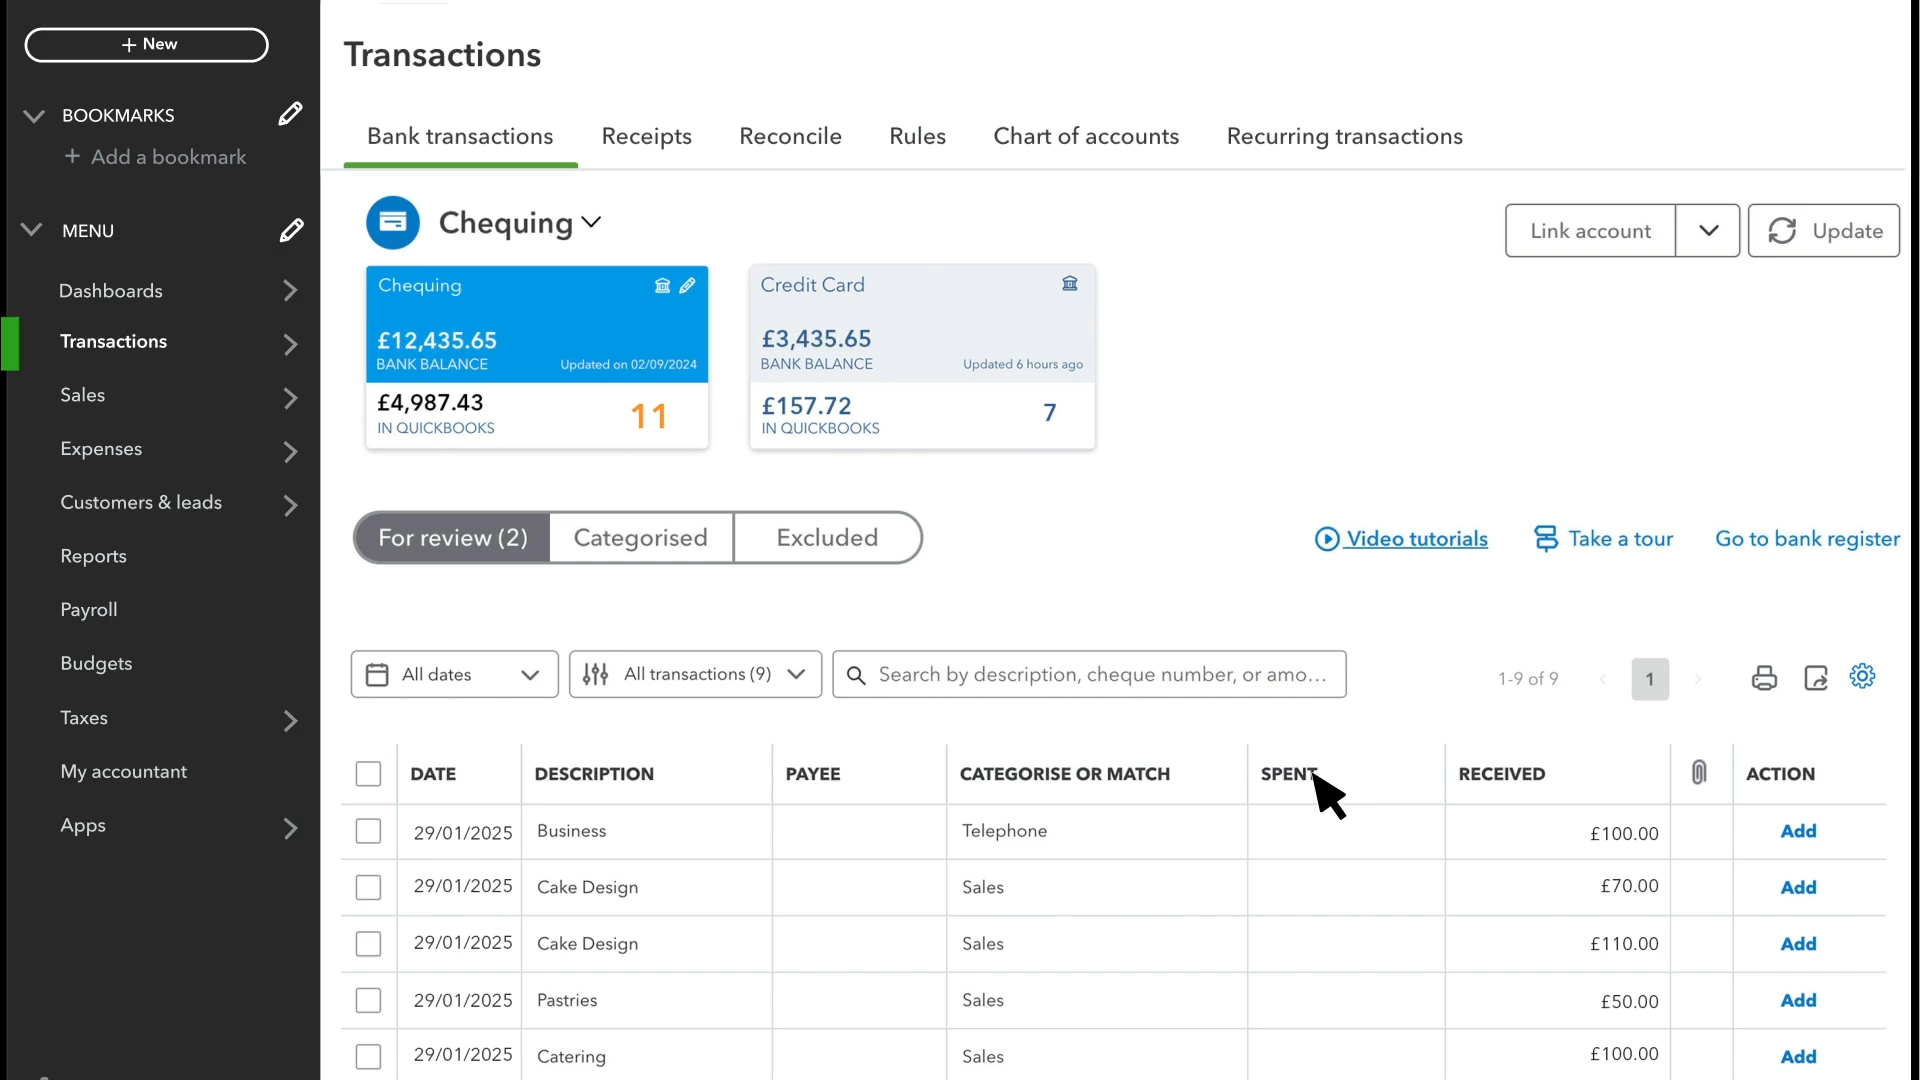 + New
BOOKMARKS
+ Add a bookmark
MENU
Dashboards
Transactions
Sales
Expenses
Customers & leads
Reports
Payroll
Budgets
Taxes
My accountant
Apps
Transactions
Bank transactions Receipts Reconcile Rules Chart of accounts Recurring transactions
Chequing
Link account Update
Chequing
£12,435.65
BANK BALANCE Updated on 02/09/2024
£4,987.43
IN QUICKBOOKS 11
Credit Card
£3,435.65
BANK BALANCE Updated 6 hours ago
£157.72
IN QUICKBOOKS 7
For review (2) Categorised Excluded
Video tutorials Take a tour Go to bank register
All dates All transactions (9) Search by description, cheque number, or amo... 1-9 of 9 < 1 >
DATE DESCRIPTION PAYEE CATEGORISE OR MATCH SPENT RECEIVED ACTION
29/01/2025 Business Telephone £100.00 Add
29/01/2025 Cake Design Sales £70.00 Add
29/01/2025 Cake Design Sales £110.00 Add
29/01/2025 Pastries Sales £50.00 Add
29/01/2025 Catering Sales £100.00 Add